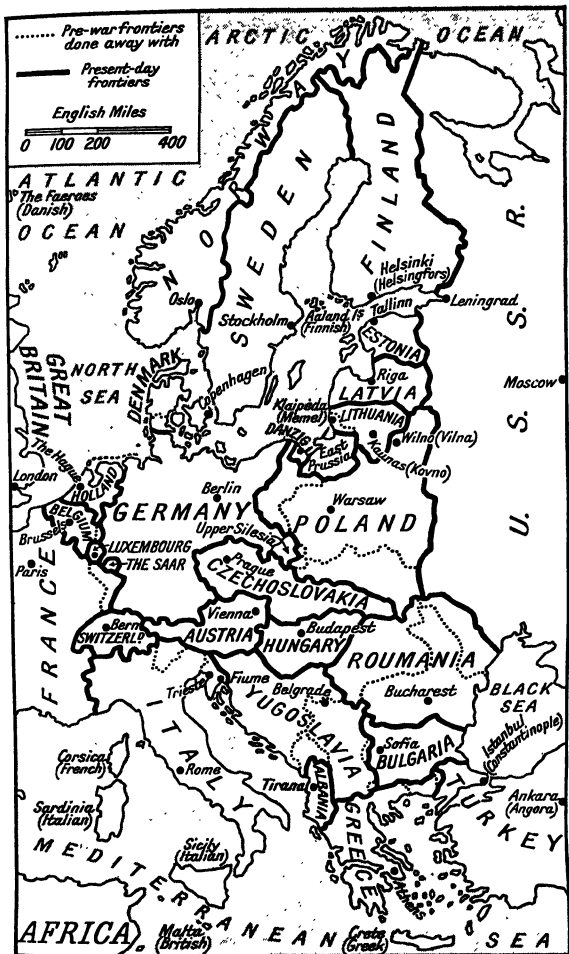 Pre-war frontiers
done away with
Present-day
frontiers
English Miles
0 100 200 400
ARCTIC OCEAN
ATLANTIC
OCEAN
The Faeroes
(Danish)
NORWAY
SWEDEN
FINLAND
Helsinki
(Helsingfors)
Oslo
Stockholm
Aaland Is
(Finnish)
Tallinn
Leningrad
ESTONIA
U. S. S. R.
GREAT
BRITAIN
NORTH
SEA
DENMARK
Copenhagen
Riga
LATVIA
Moscow
Klaipeda
(Memel)
LITHUANIA
DANZIG
East
Prussia
Wilno (Vilna)
Kaunas (Kovno)
London
The Hague
HOLLAND
BELGIUM
Brussels
Berlin
GERMANY
Warsaw
POLAND
Upper Silesia
LUXEMBOURG
THE SAAR
Paris
FRANCE
Prague
CZECHOSLOVAKIA
Bern
SWITZERLD
Vienna
AUSTRIA
Budapest
HUNGARY
ROUMANIA
Bucharest
BLACK
SEA
Trieste
Fiume
Belgrade
YUGOSLAVIA
ITALY
Sofia
BULGARIA
Istanbul
(Constantinople)
Corsica
(French)
Rome
Tirana
ALBANIA
GREECE
TURKEY
Ankara
(Angora)
Sardinia
(Italian)
Sicity
(Italian)
Athens
MEDITERRANEAN SEA
AFRICA
Malta
(British)
Crete
(Greek)